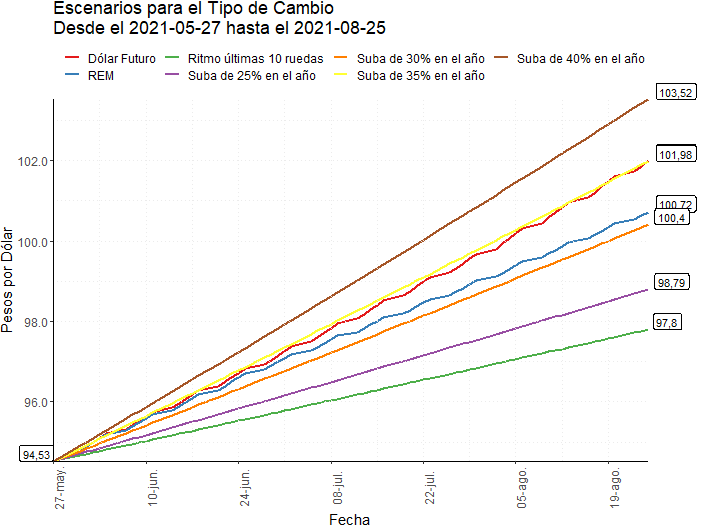 Escenarios para el Tipo de Cambio
Desde el 2021-05-27 hasta el 2021-08-25
Dólar Futuro
Ritmo últimas 10 ruedas
Suba de 30% en el año
Suba de 40% en el año
REM
Suba de 25% en el año
Suba de 35% en el año
103,52
101,98
100,72
100,4
98,79
97,8
94,53
102.0
100.0
98.0
96.0
Pesos por Dólar
27-may.
10-jun.
24-jun.
08-jul.
22-jul.
05-ago.
19-ago.
Fecha